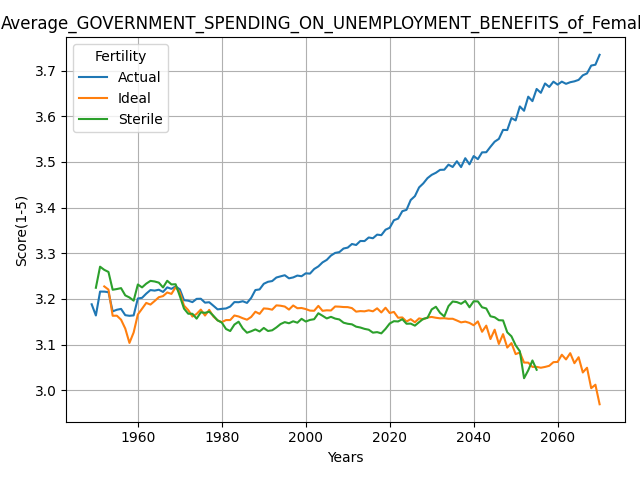 Average_GOVERNMENT_SPENDING_ON_UNEMPLOYMENT_BENEFITS_of_Femal
Fertility
Actual
Ideal
Sterile
3.7
3.6
3.5
3.4
3.3
3.2
3.1
3.0
Score(1-5)
1960 1980 2000 2020 2040 2060
Years